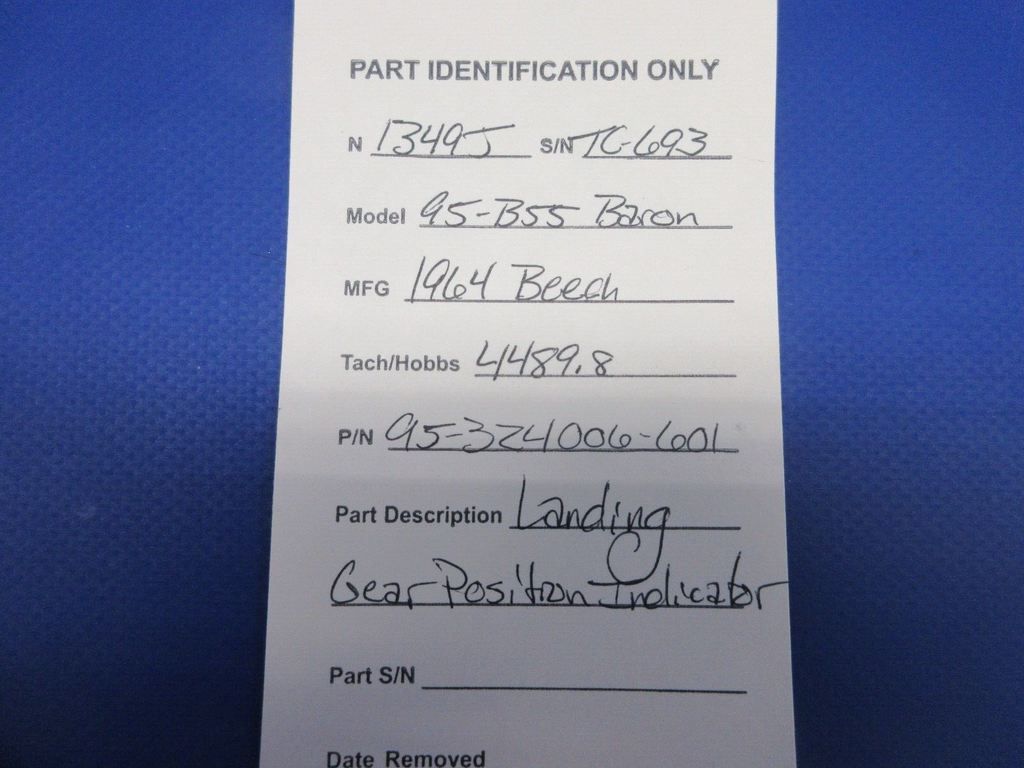 PART IDENTIFICATION ONLY
N 1349J S/N TC-693
Model 95-B55 Baron
MFG 1964 Beech
Tach/Hobbs 4489.8
P/N 95-324006-601
Part Description Landing
Gear Position Indicator
Part S/N
Date Removed